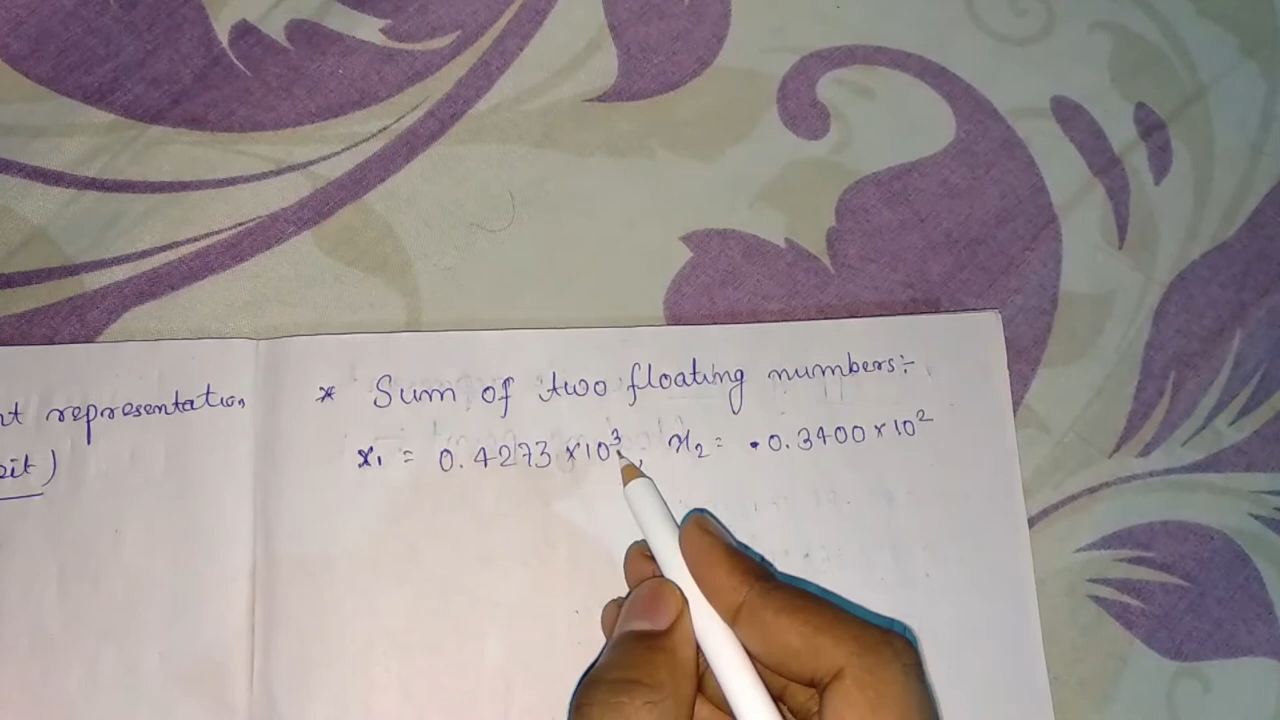 nt representation
bit)
* Sum of two floating numbers:-
x₁ = 0.4273 × 10³, x₂ = 0.3400 × 10²